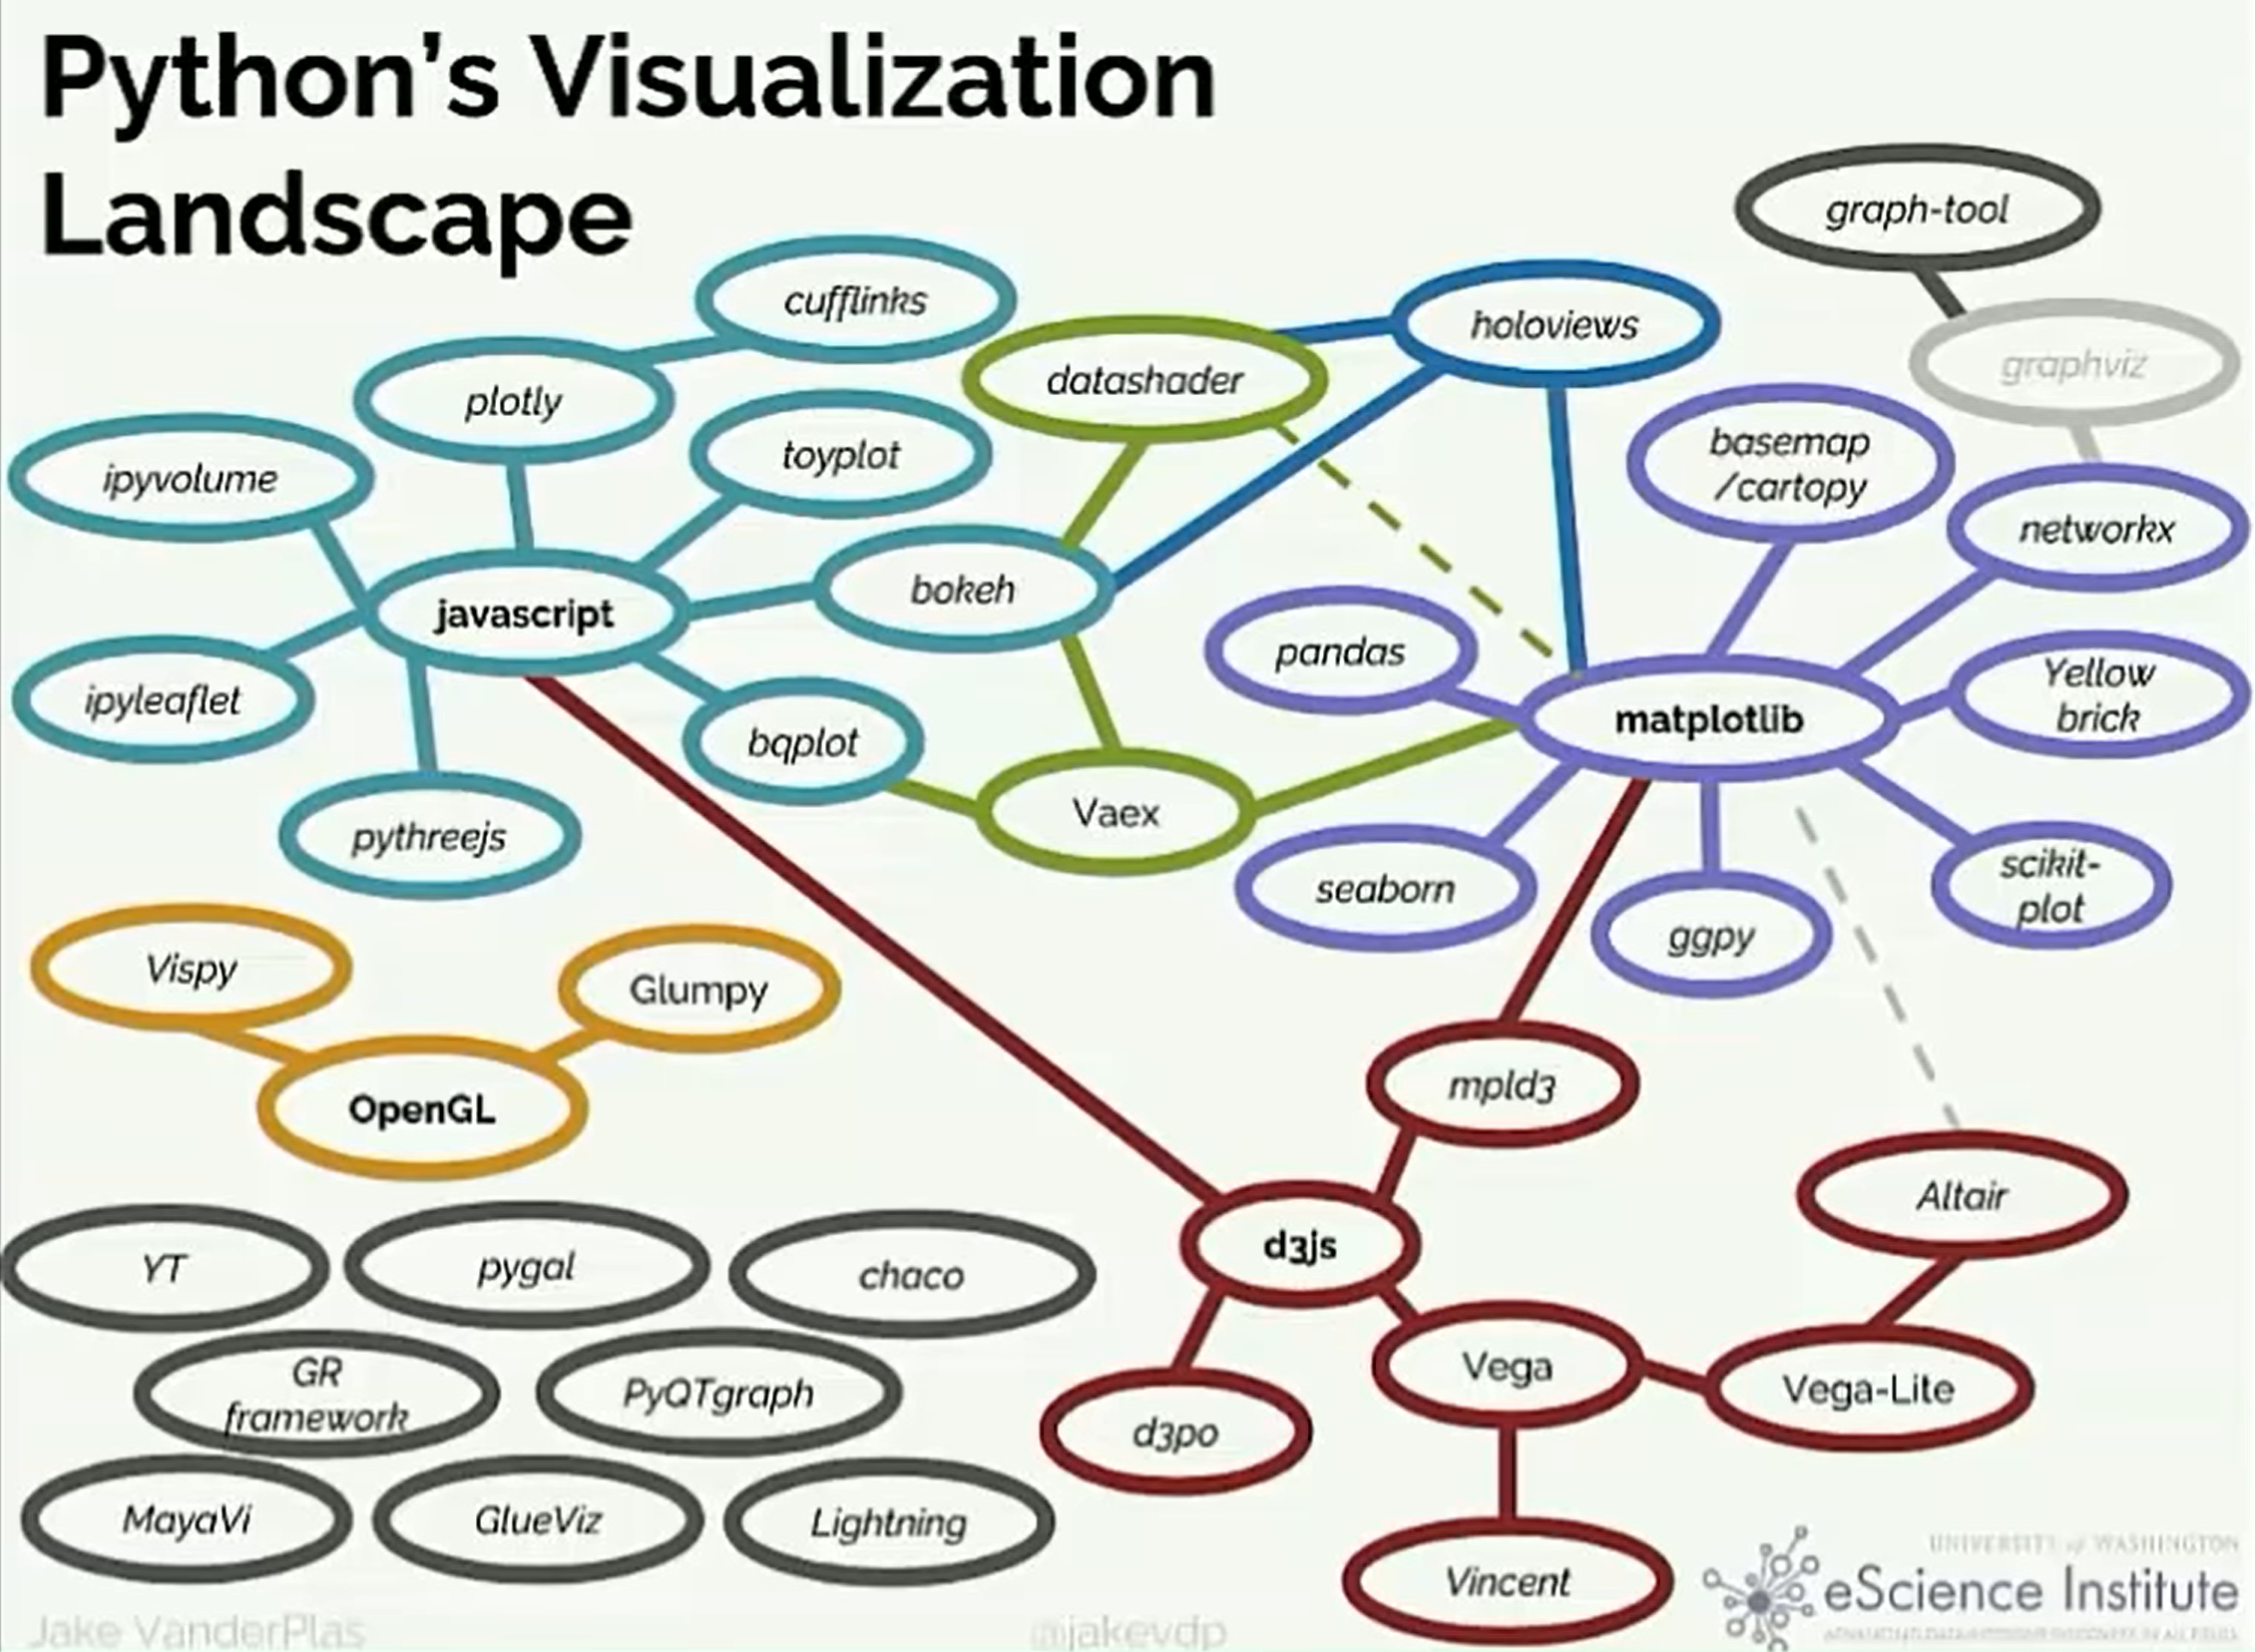 Python's Visualization
Landscape
graph-tool
cufflinks
holoviews
graphviz
datashader
plotly
toyplot
basemap
/cartopy
ipyvolume
networkx
bokeh
javascript
pandas
Yellow
brick
matplotlib
ipyleaflet
bqplot
Vaex
pythreejs
seaborn
scikit-
plot
ggpy
Vispy
Glumpy
mpld3
OpenGL
Altair
d3js
YT
pygal
chaco
Vega
Vega-Lite
GR
framework
PyQTgraph
d3po
MayaVi
GlueViz
Lightning
Vincent
UNIVERSITY of WASHINGTON
eScience Institute
Jake VanderPlas
@jakevdp